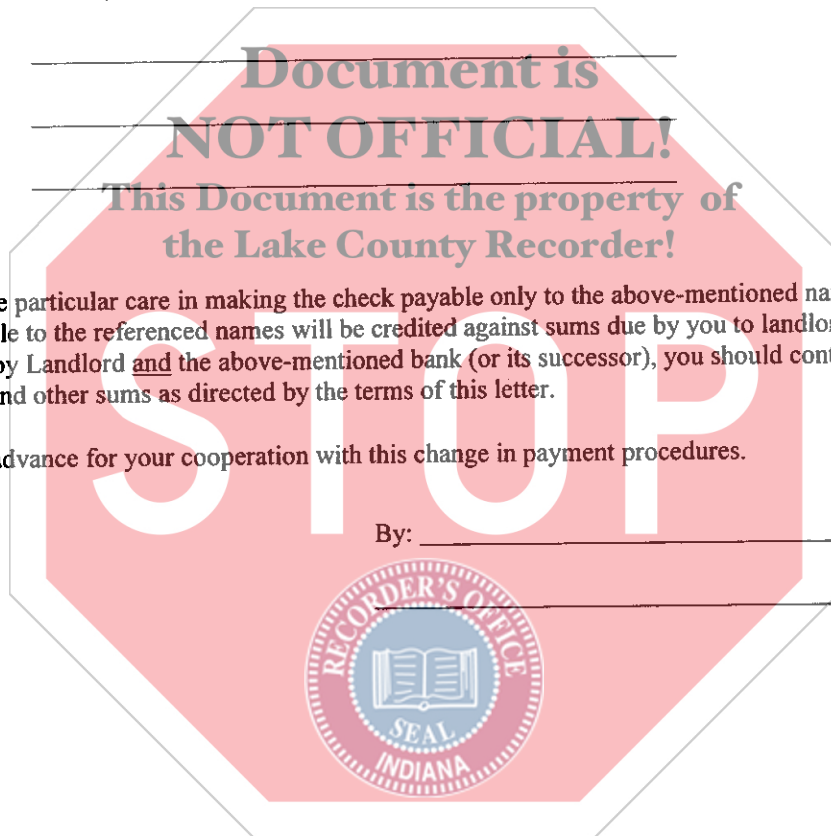 Document is
NOT OFFICIAL!
This Document is the property of
the Lake County Recorder!
particular care in making the check payable only to the above-mentioned
to the referenced names will be credited against sums due by you to
by Landlord and the above-mentioned bank (or its successor), you should
and other sums as directed by the terms of this letter.
advance for your cooperation with this change in payment procedures.
STOP
By:
RECORDER'S OFFICE
SEAL
INDIANA